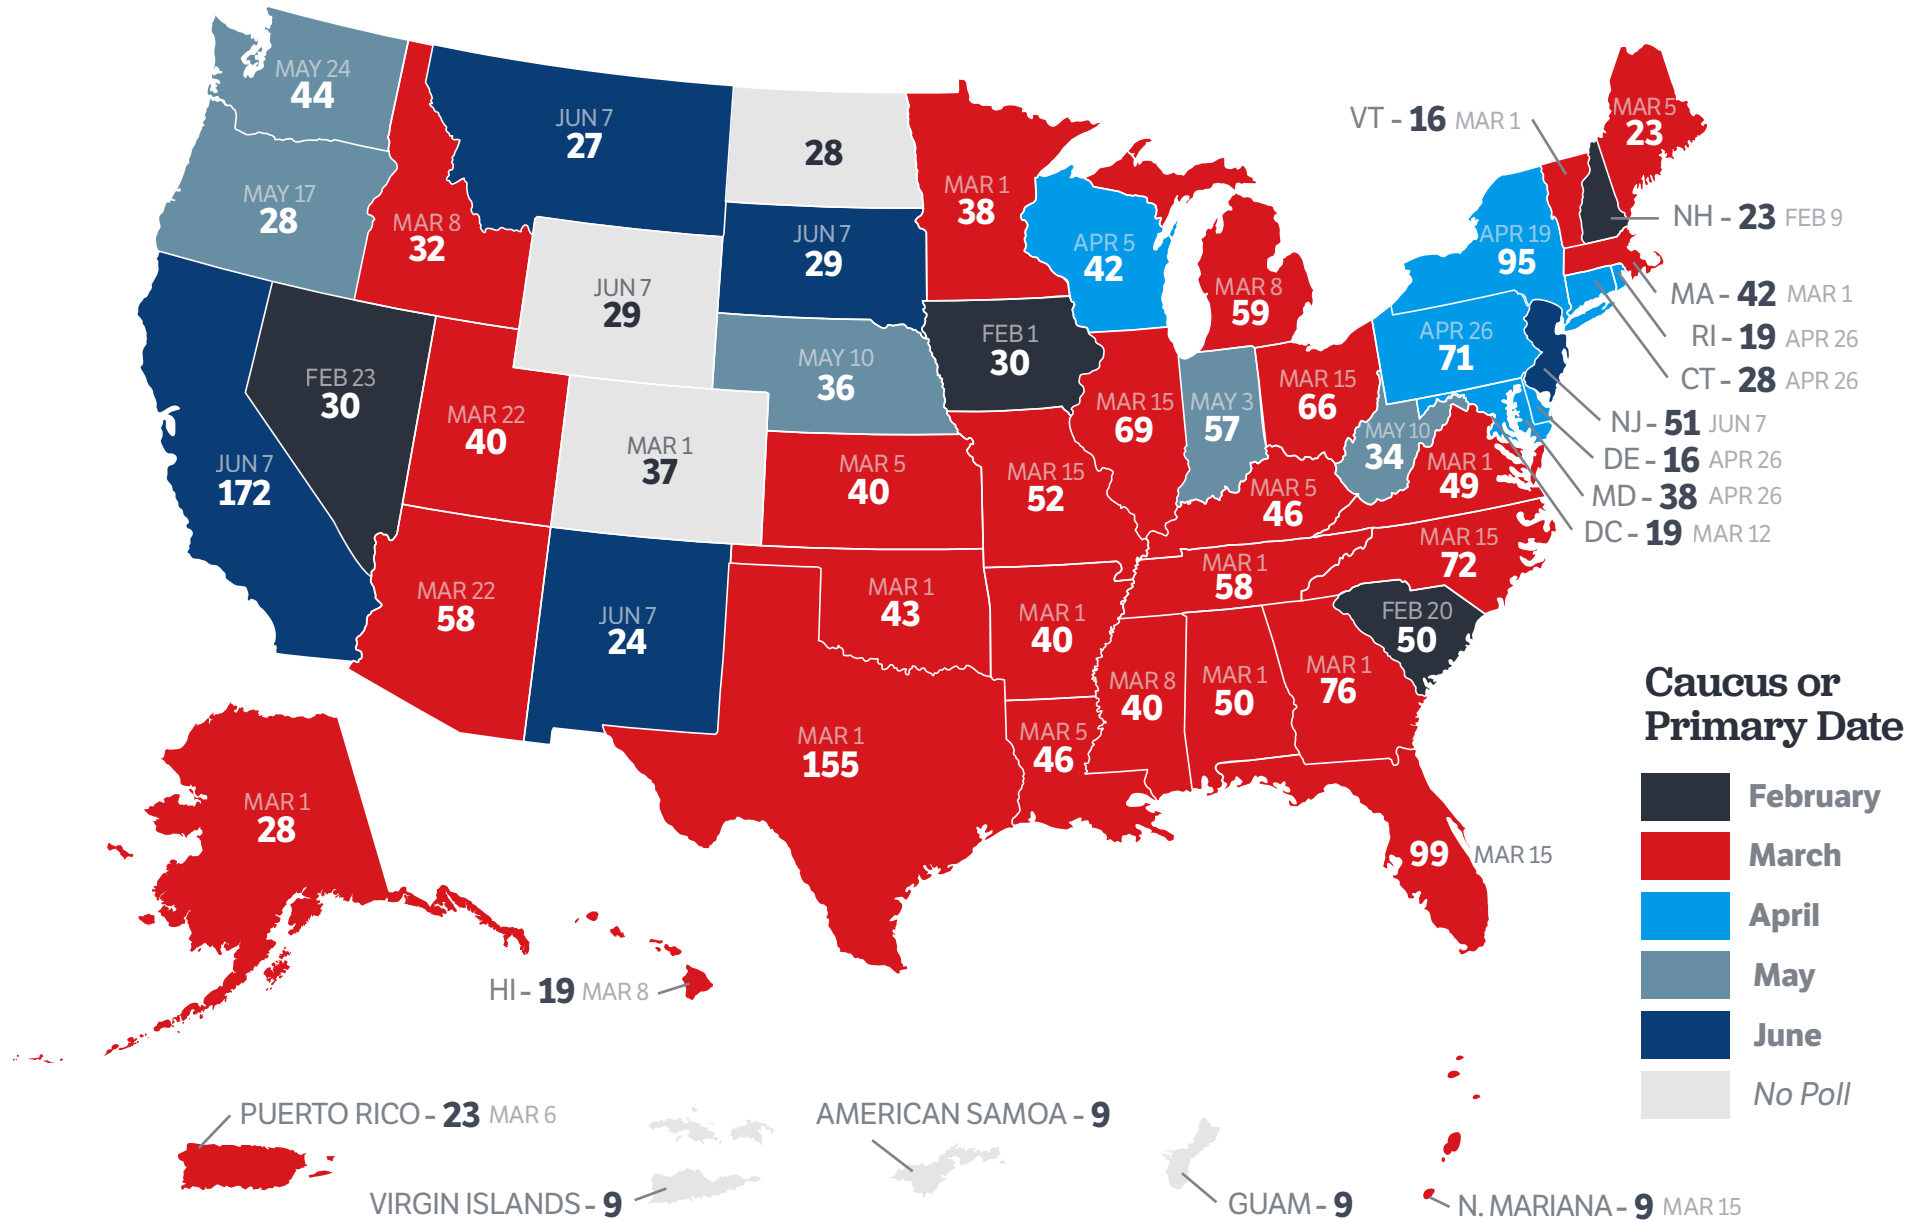 MAY 24
44
MAY 17
28
JUN 7
172
FEB 23
30
MAR 8
32
JUN 7
27
JUN 7
29
MAR 22
40
MAR 22
58
MAR 1
37
JUN 7
24
28
JUN 7
29
MAY 10
36
MAR 5
40
MAR 1
43
MAR 1
155
MAR 1
38
FEB 1
30
MAR 15
52
MAR 1
40
MAR 5
46
APR 5
42
MAR 15
69
MAR 8
59
MAY 3
57
MAR 15
66
MAR 5
46
MAR 1
58
MAR 8
40
MAR 1
50
MAR 1
76
MAR 15
99
FEB 20
50
MAR 15
72
MAR 1
49
MAY 10
34
APR 26
71
APR 19
95
MAR 5
23
VT - 16 MAR 1
NH - 23 FEB 9
MA - 42 MAR 1
RI - 19 APR 26
CT - 28 APR 26
NJ - 51 JUN 7
DE - 16 APR 26
MD - 38 APR 26
DC - 19 MAR 12
MAR 1
28
HI - 19 MAR 8
PUERTO RICO - 23 MAR 6
VIRGIN ISLANDS - 9
AMERICAN SAMOA - 9
GUAM - 9
N. MARIANA - 9 MAR 15
Caucus or
Primary Date
February
March
April
May
June
No Poll